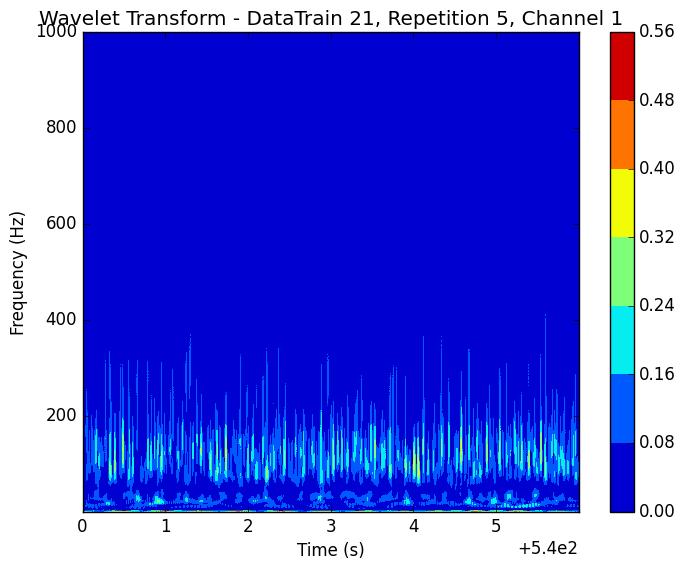 Wavelet Transform - DataTrain 21, Repetition 5, Channel 1
1000
800
600
400
200
Frequency (Hz)
0 1 2 3 4 5
Time (s)
+5.4e2
0.56
0.48
0.40
0.32
0.24
0.16
0.08
0.00